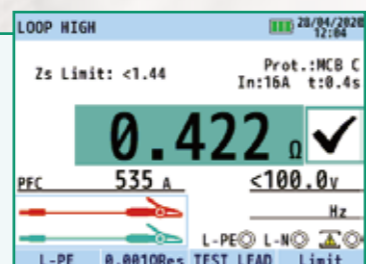 LOOP HIGH 28/04/2020
12:04
Zs Limit: <1.44 Prot.:MCB C
In:16A t:0.4s
0.422 Ω
PFC 535 A <100.0V
Hz
L-PE L-N
L-PE 0.001ΩRes TEST LEAD Limit